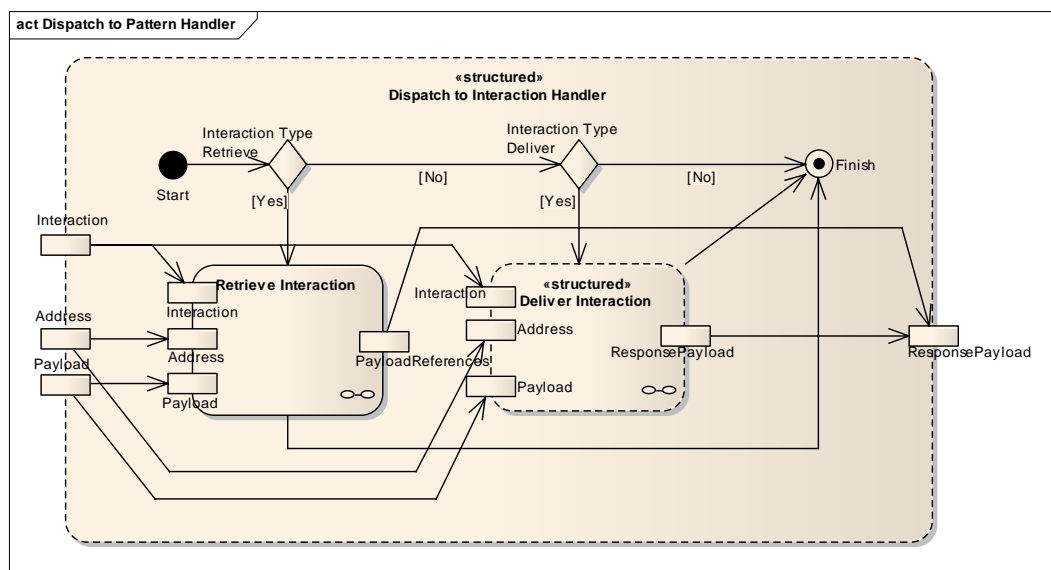 act Dispatch to Pattern Handler
«structured»
Dispatch to Interaction Handler
Interaction Type
Retrieve
Interaction Type
Deliver
Start
[No]
[No]
Finish
[Yes]
[Yes]
Interaction
Retrieve Interaction
Interaction
«structured»
Deliver Interaction
Interaction
Address
Address
Address
Payload
PayloadReferences
ResponsePayload
ResponsePayload
Payload
Payload